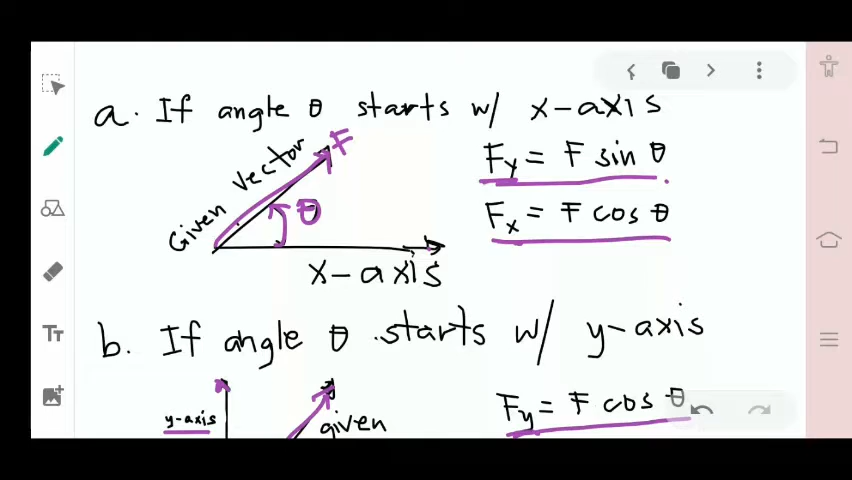 a. If angle θ starts w/ x-axis
Given vector F
θ
x-axis
Fy = F sin θ
Fx = F cos θ
b. If angle θ starts w/ y-axis
y-axis
given
Fy = F cos θ
TT